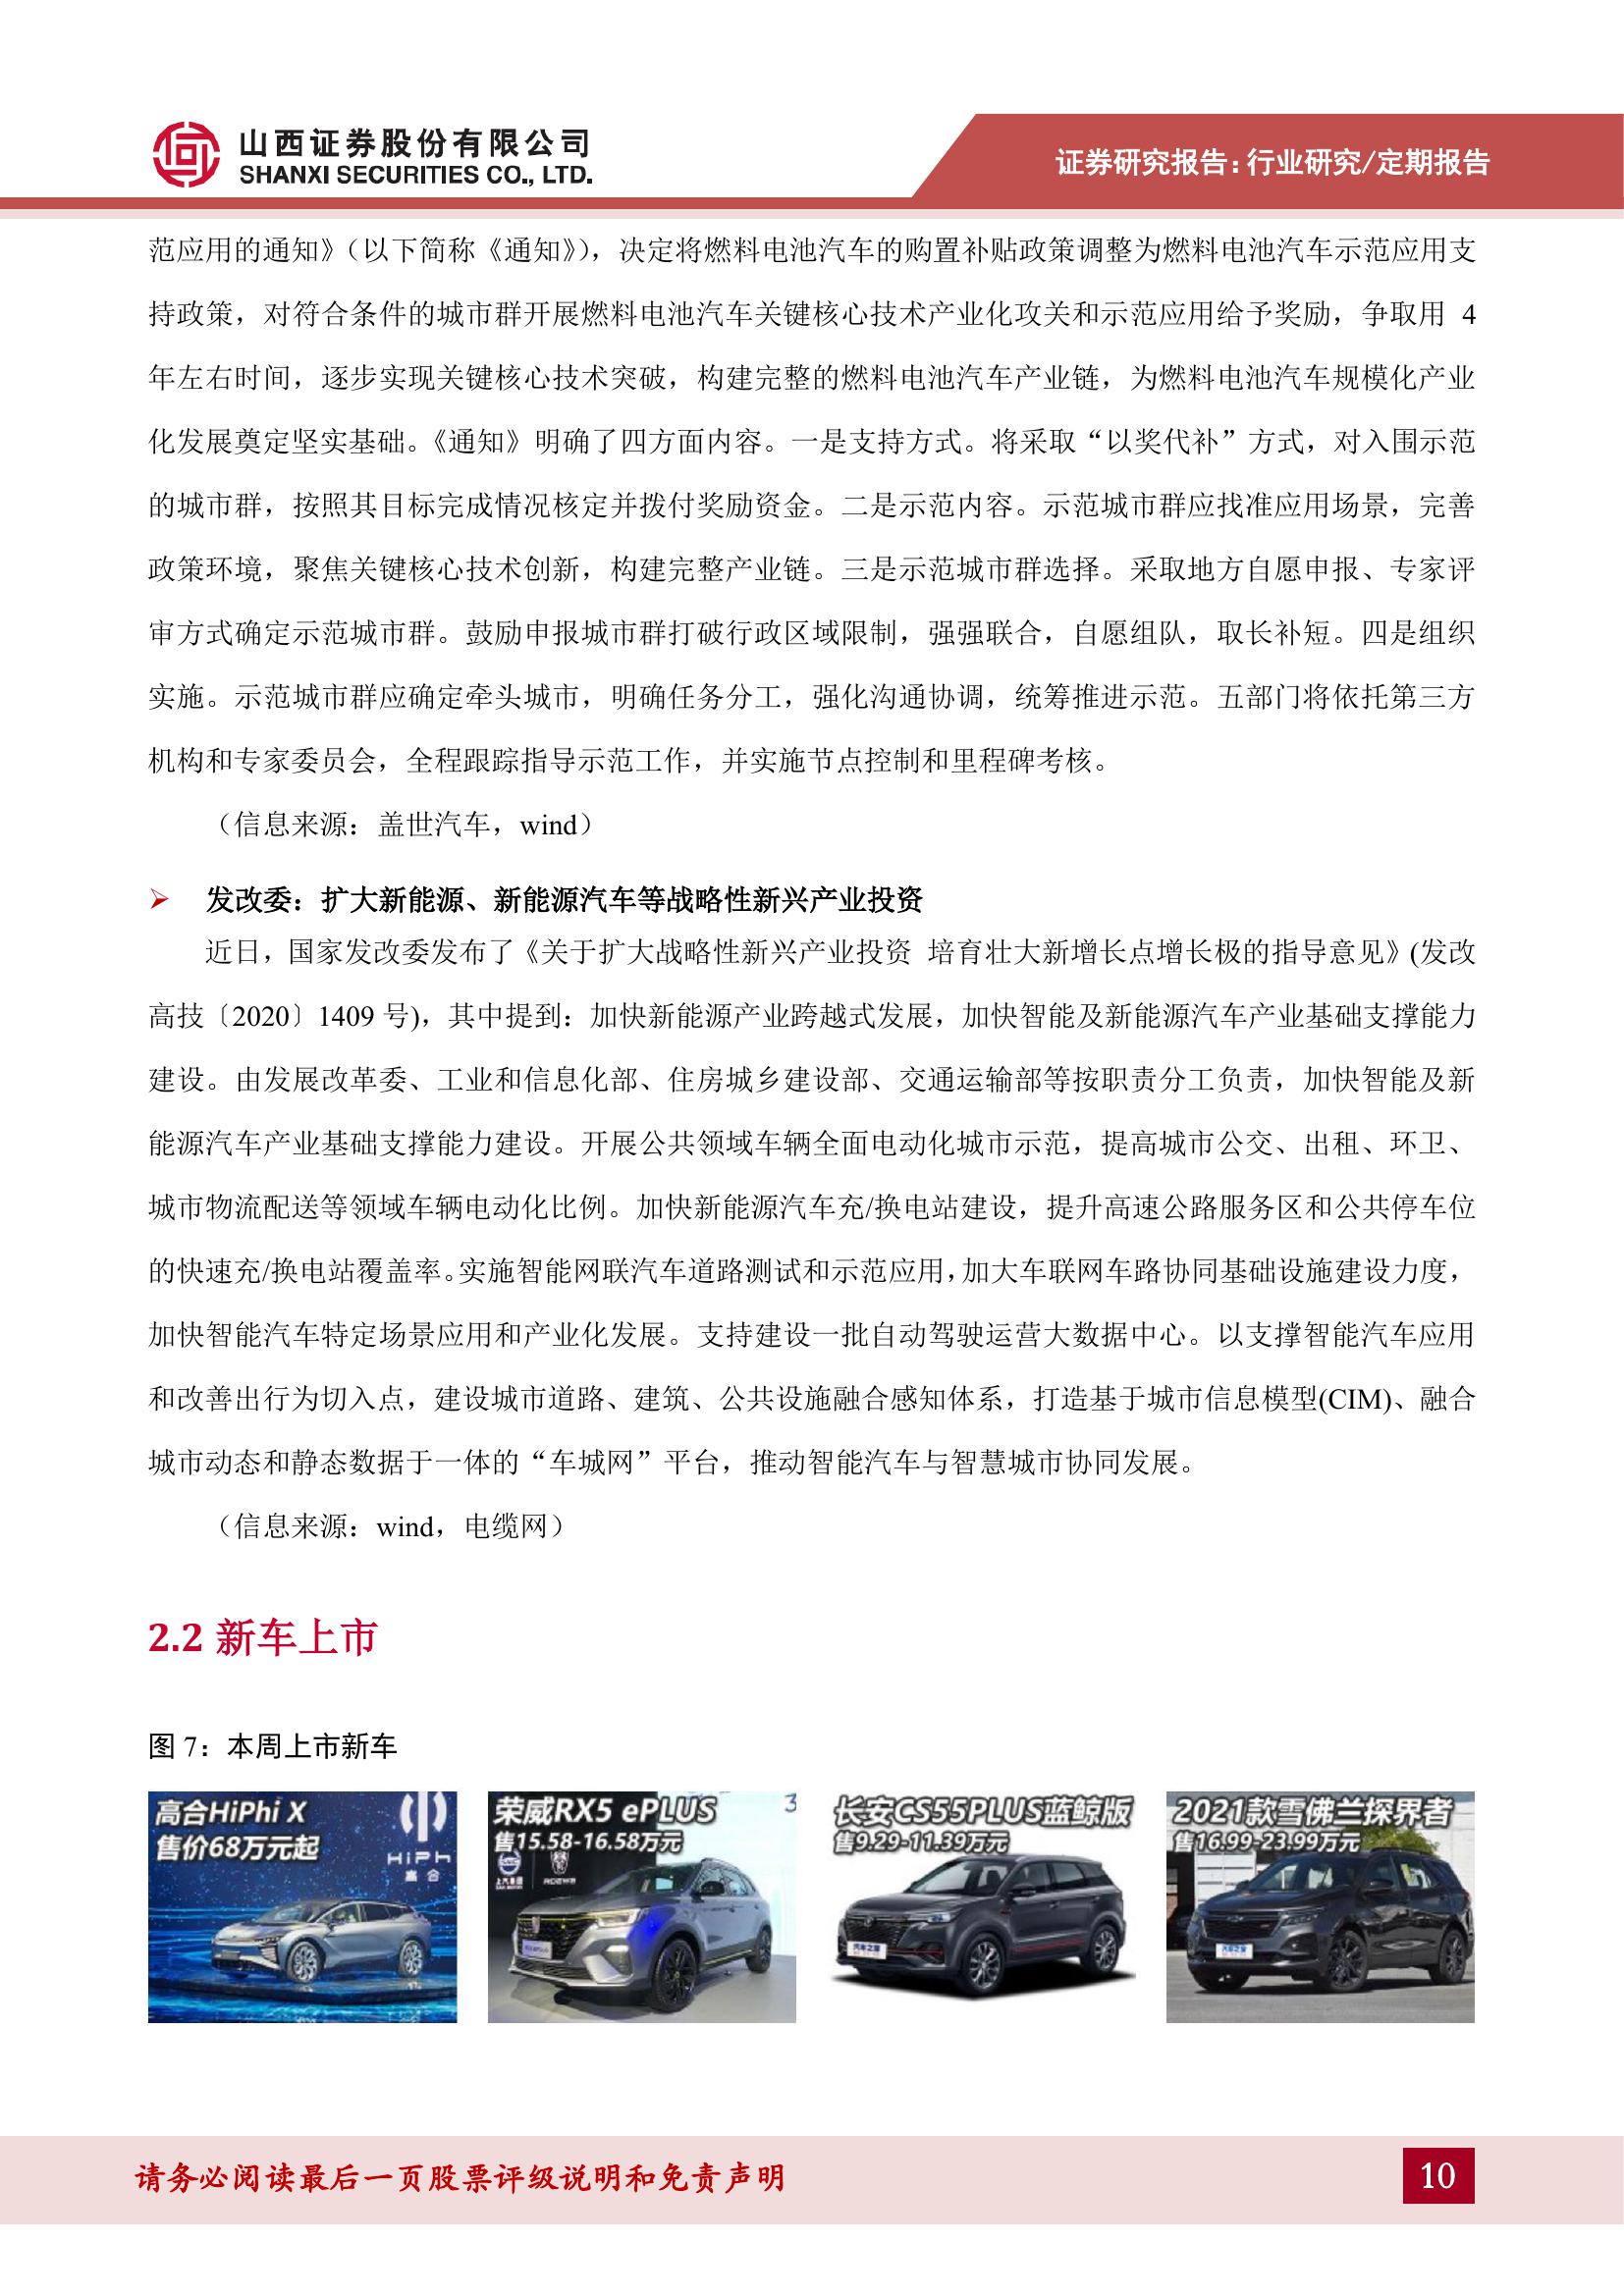 山西证券股份有限公司
SHANXI SECURITIES CO., LTD.
证券研究报告：行业研究/定期报告
范应用的通知》（以下简称《通知》），决定将燃料电池汽车的购置补贴政策调整为燃料电池汽车示范应用支
持政策，对符合条件的城市群开展燃料电池汽车关键核心技术产业化攻关和示范应用给予奖励，争取用 4
年左右时间，逐步实现关键核心技术突破，构建完整的燃料电池汽车产业链，为燃料电池汽车规模化产业
化发展奠定坚实基础。《通知》明确了四方面内容。一是支持方式。将采取“以奖代补”方式，对入围示范
的城市群，按照其目标完成情况核定并拨付奖励资金。二是示范内容。示范城市群应找准应用场景，完善
政策环境，聚焦关键核心技术创新，构建完整产业链。三是示范城市群选择。采取地方自愿申报、专家评
审方式确定示范城市群。鼓励申报城市群打破行政区域限制，强强联合，自愿组队，取长补短。四是组织
实施。示范城市群应确定牵头城市，明确任务分工，强化沟通协调，统筹推进示范。五部门将依托第三方
机构和专家委员会，全程跟踪指导示范工作，并实施节点控制和里程碑考核。
（信息来源：盖世汽车，wind）
发改委：扩大新能源、新能源汽车等战略性新兴产业投资
近日，国家发改委发布了《关于扩大战略性新兴产业投资 培育壮大新增长点增长极的指导意见》(发改
高技〔2020〕1409 号)，其中提到：加快新能源产业跨越式发展，加快智能及新能源汽车产业基础支撑能力
建设。由发展改革委、工业和信息化部、住房城乡建设部、交通运输部等按职责分工负责，加快智能及新
能源汽车产业基础支撑能力建设。开展公共领域车辆全面电动化城市示范，提高城市公交、出租、环卫、
城市物流配送等领域车辆电动化比例。加快新能源汽车充/换电站建设，提升高速公路服务区和公共停车位
的快速充/换电站覆盖率。实施智能网联汽车道路测试和示范应用，加大车联网车路协同基础设施建设力度，
加快智能汽车特定场景应用和产业化发展。支持建设一批自动驾驶运营大数据中心。以支撑智能汽车应用
和改善出行为切入点，建设城市道路、建筑、公共设施融合感知体系，打造基于城市信息模型(CIM)、融合
城市动态和静态数据于一体的“车城网”平台，推动智能汽车与智慧城市协同发展。
（信息来源：wind，电缆网）
2.2 新车上市
图 7：本周上市新车
高合HiPhi X
售价68万元起
HiPh
高合
荣威RX5 ePLUS
售15.58-16.58万元
上汽集团
长安CS55PLUS蓝鲸版
售9.29-11.39万元
汽车之家
2021款雪佛兰探界者
售16.99-23.99万元
汽车之家
请务必阅读最后一页股票评级说明和免责声明
10